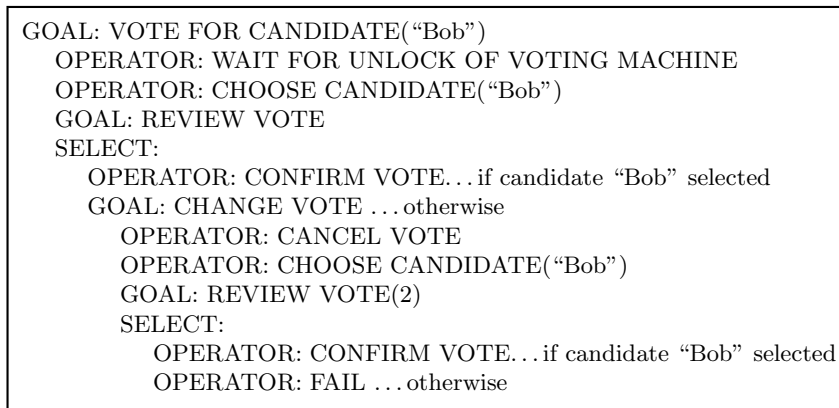 GOAL: VOTE FOR CANDIDATE(“Bob”)
OPERATOR: WAIT FOR UNLOCK OF VOTING MACHINE
OPERATOR: CHOOSE CANDIDATE(“Bob”)
GOAL: REVIEW VOTE
SELECT:
OPERATOR: CONFIRM VOTE...if candidate “Bob” selected
GOAL: CHANGE VOTE ...otherwise
OPERATOR: CANCEL VOTE
OPERATOR: CHOOSE CANDIDATE(“Bob”)
GOAL: REVIEW VOTE(2)
SELECT:
OPERATOR: CONFIRM VOTE...if candidate “Bob” selected
OPERATOR: FAIL ...otherwise